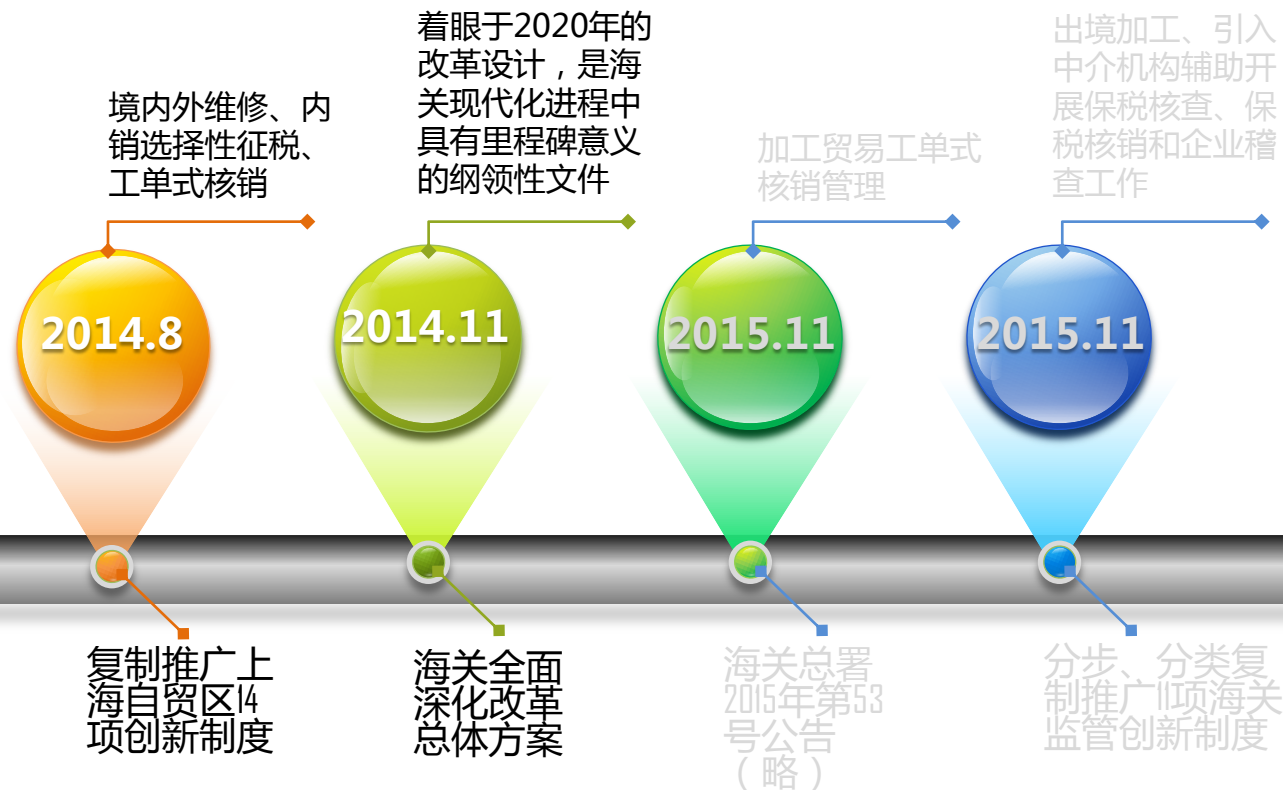 境内外维修、内
销选择性征税、
工单式核销
着眼于2020年的
改革设计，是海
关现代化进程中
具有里程碑意义
的纲领性文件
加工贸易工单式
核销管理
出境加工、引入
中介机构辅助开
展保税核查、保
税核销和企业稽
查工作
2014.8
2014.11
2015.11
2015.11
复制推广上
海自贸区14
项创新制度
海关全面
深化改革
总体方案
海关总署
2015年第53
号公告
（略）
分步、分类复
制推广11项海关
监管创新制度